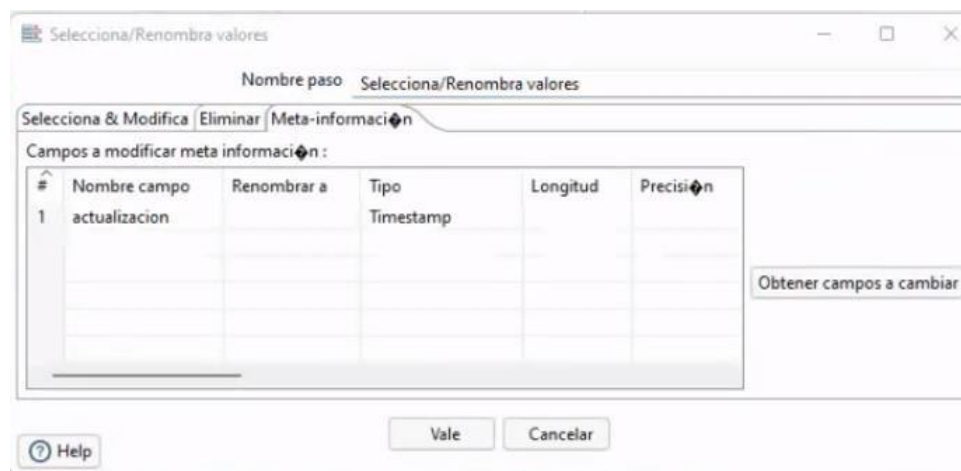 Selecciona/Renombra valores
Nombre paso Selecciona/Renombra valores
Selecciona & Modifica Eliminar Meta-informaci�n
Campos a modificar meta informaci�n :
# Nombre campo Renombrar a Tipo Longitud Precisi�n
1 actualizacion Timestamp
Obtener campos a cambiar
Vale Cancelar
? Help